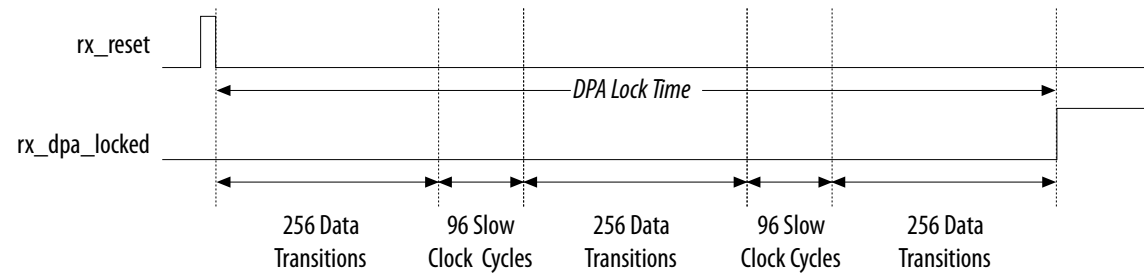 rx_reset
DPA Lock Time
rx_dpa_locked
256 Data
Transitions
96 Slow
Clock Cycles
256 Data
Transitions
96 Slow
Clock Cycles
256 Data
Transitions